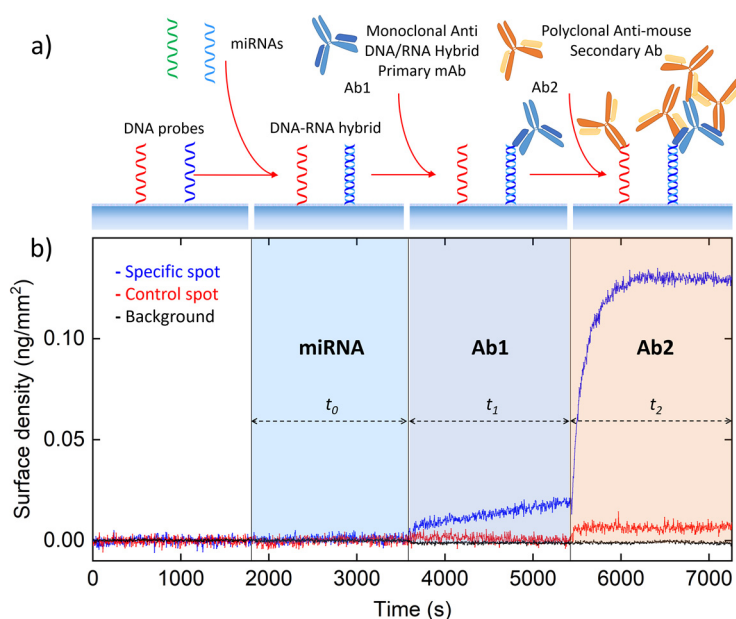 a)
miRNAs
Monoclonal Anti
DNA/RNA Hybrid
Primary mAb
Ab1
Polyclonal Anti-mouse
Secondary Ab
Ab2
DNA probes
DNA-RNA hybrid
b)
- Specific spot
- Control spot
- Background
miRNA
Ab1
Ab2
t0
t1
t2
Surface density (ng/mm²)
0.10
0.05
0.00
0
1000
2000
3000
4000
5000
6000
7000
Time (s)